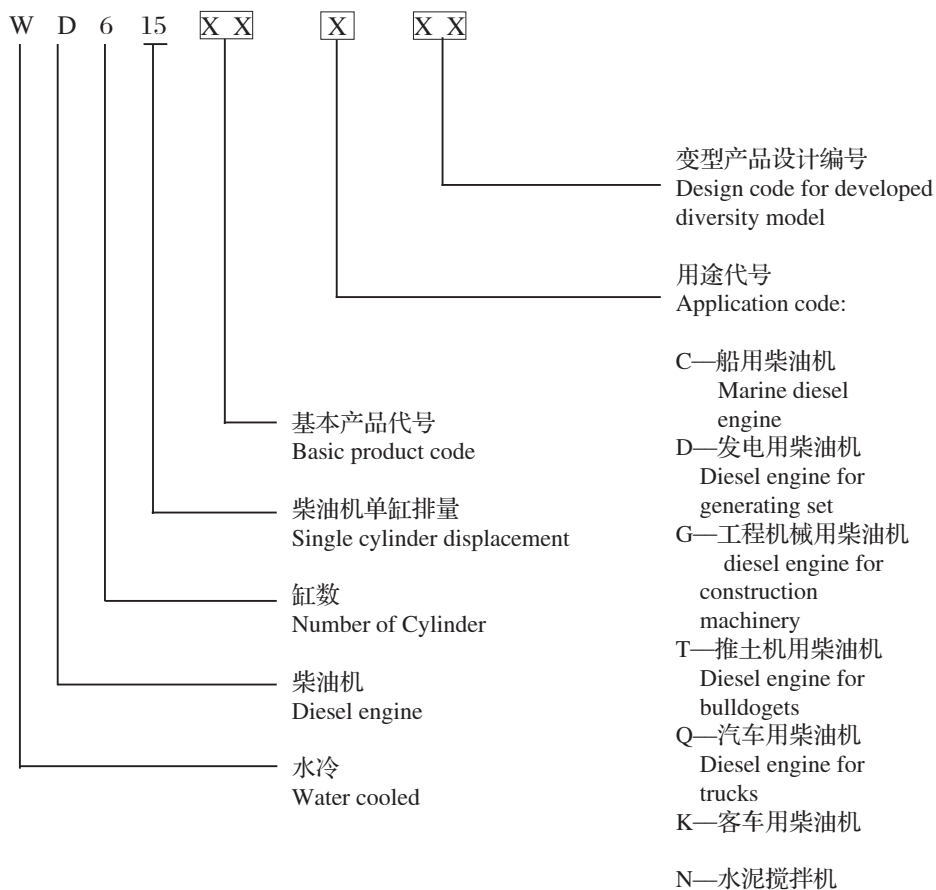 W D 6 15 X X X X X
变型产品设计编号
Design code for developed
diversity model
用途代号
Application code:
C—船用柴油机
Marine diesel
engine
D—发电用柴油机
Diesel engine for
generating set
G—工程机械用柴油机
diesel engine for
construction
machinery
T—推土机用柴油机
Diesel engine for
bulldogets
Q—汽车用柴油机
Diesel engine for
trucks
K—客车用柴油机
N—水泥搅拌机
基本产品代号
Basic product code
柴油机单缸排量
Single cylinder displacement
缸数
Number of Cylinder
柴油机
Diesel engine
水冷
Water cooled